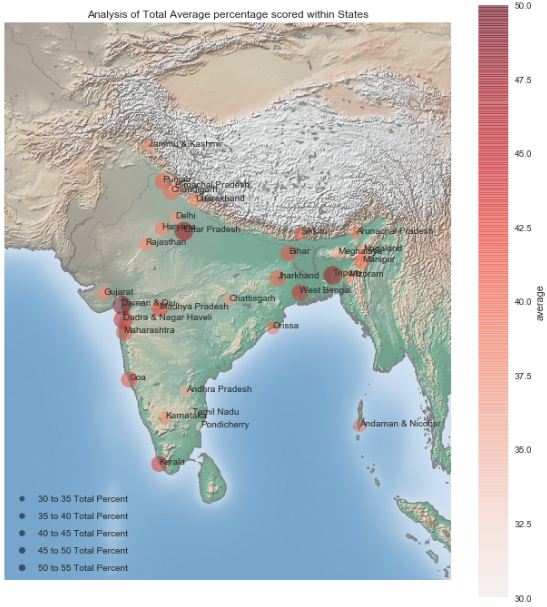 Analysis of Total Average percentage scored within States
Jammu & Kashmir
Punjab
Himachal Pradesh
Chandigarh
Uttarakhand
Delhi
Haryana
Uttar Pradesh
Rajasthan
Sikkim
Arunachal Pradesh
Bihar
Meghalaya
Nagaland
Manipur
Jharkhand
Tripura
Mizoram
West Bengal
Gujarat
Chattisgarh
Daman & Diu
Madhya Pradesh
Dadra & Nagar Haveli
Maharashtra
Orissa
Goa
Andhra Pradesh
Karnataka
Tamil Nadu
Pondicherry
Andaman & Nicobar
Kerala
30 to 35 Total Percent
35 to 40 Total Percent
40 to 45 Total Percent
45 to 50 Total Percent
50 to 55 Total Percent
50.0
47.5
45.0
42.5
40.0
37.5
35.0
32.5
30.0
average